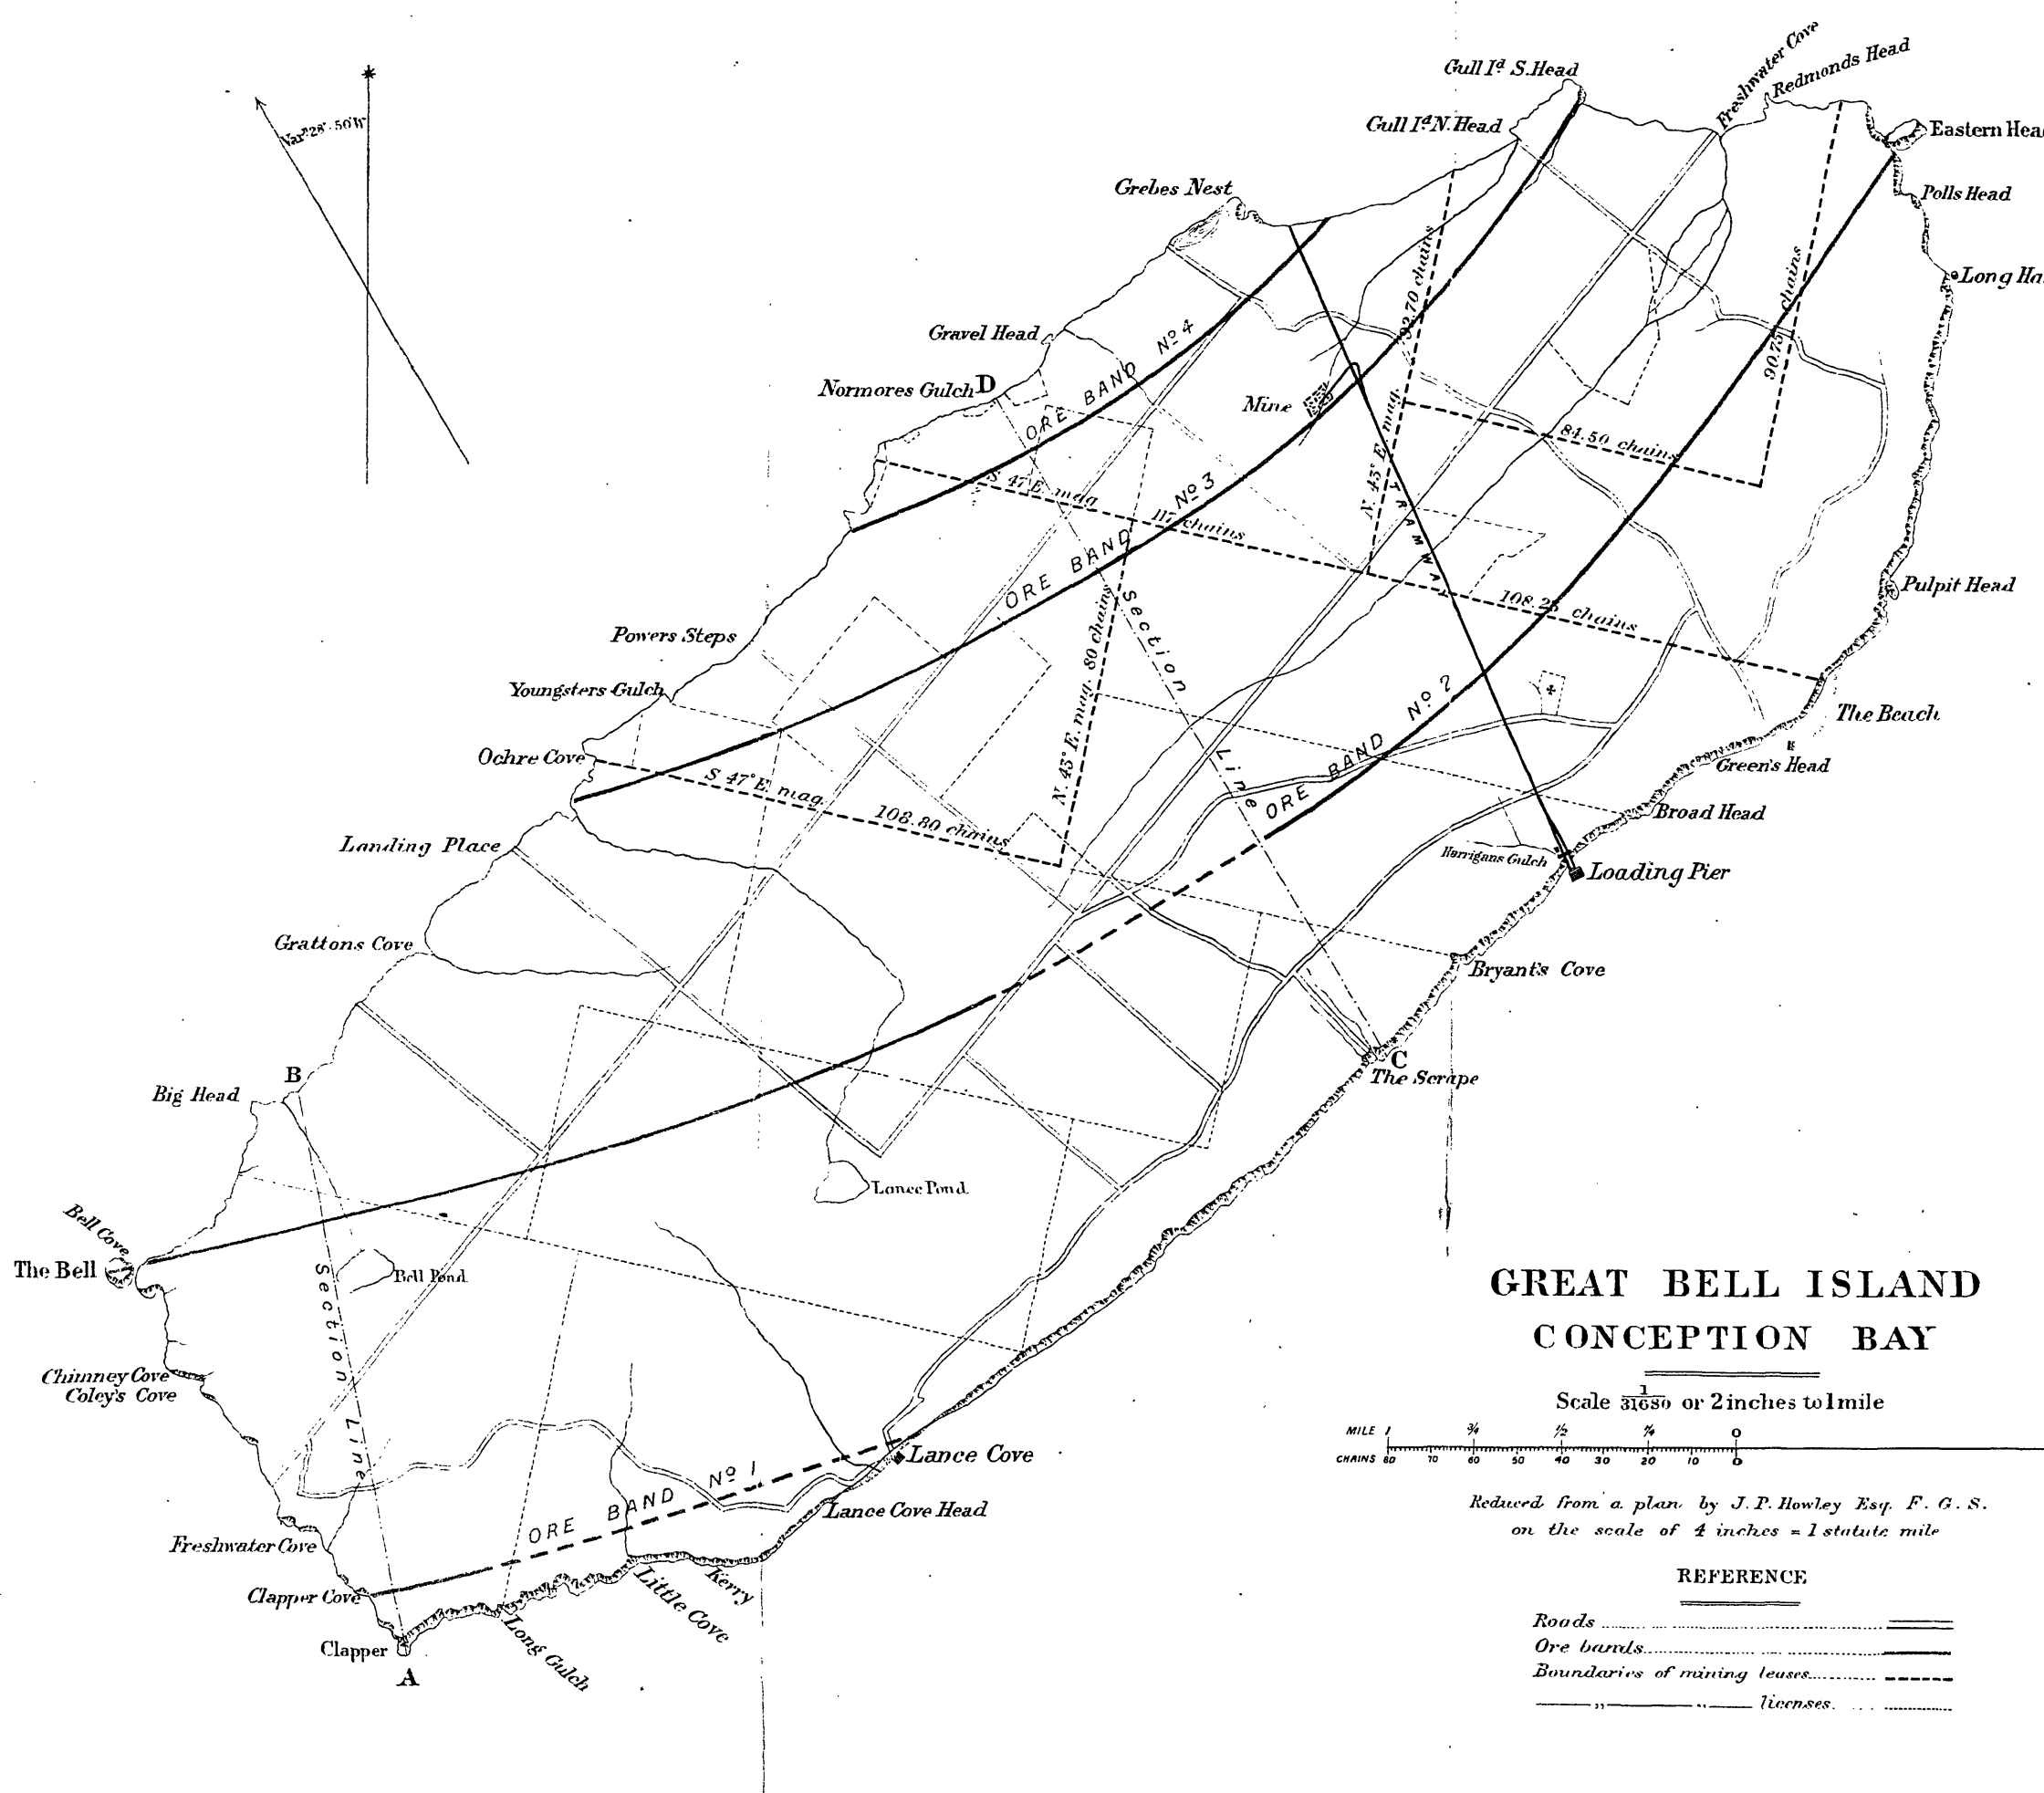 Varⁿ 28°.50'W
Gull Iᵈ S. Head
Gull Iᵈ N. Head
Freshwater Cove
Redmonds Head
Eastern Hea
Polls Head
Long Ha
Grebes Nest
Gravel Head
Normores Gulch D
ORE BAND Nº 4
92.70 chains
90.75 chains
Mine
84.50 chains
N. 43° E. mag.
S 47° E mag
117 chains
TRAMWAY
ORE BAND Nº 3
108.25 chains
Pulpit Head
Powers Steps
Youngsters Gulch
Section Line
N. 43° E. mag. 80 chains
The Beach
Ochre Cove
S 47° E. mag.
108.80 chains
ORE BAND Nº 2
Green's Head
Broad Head
Landing Place
Harrigans Gulch
Loading Pier
Grattons Cove
Bryant's Cove
C
The Scrape
B
Big Head
Lance Pond
Bell Cove
The Bell
Bell Pond
Section Line
Chimney Cove
Coley's Cove
Lance Cove
ORE BAND Nº 1
Lance Cove Head
Freshwater Cove
Clapper Cove
Kerry
Little Cove
Long Gulch
Clapper
A
GREAT BELL ISLAND
CONCEPTION BAY
Scale 1/31680 or 2 inches to 1 mile
MILE 1 3/4 1/2 1/4 0
CHAINS 80 70 60 50 40 30 20 10 0
Reduced from a plan by J. P. Howley Esq. F. G. S.
on the scale of 4 inches = 1 statute mile
REFERENCE
Roads
Ore bands
Boundaries of mining leases
" " licenses